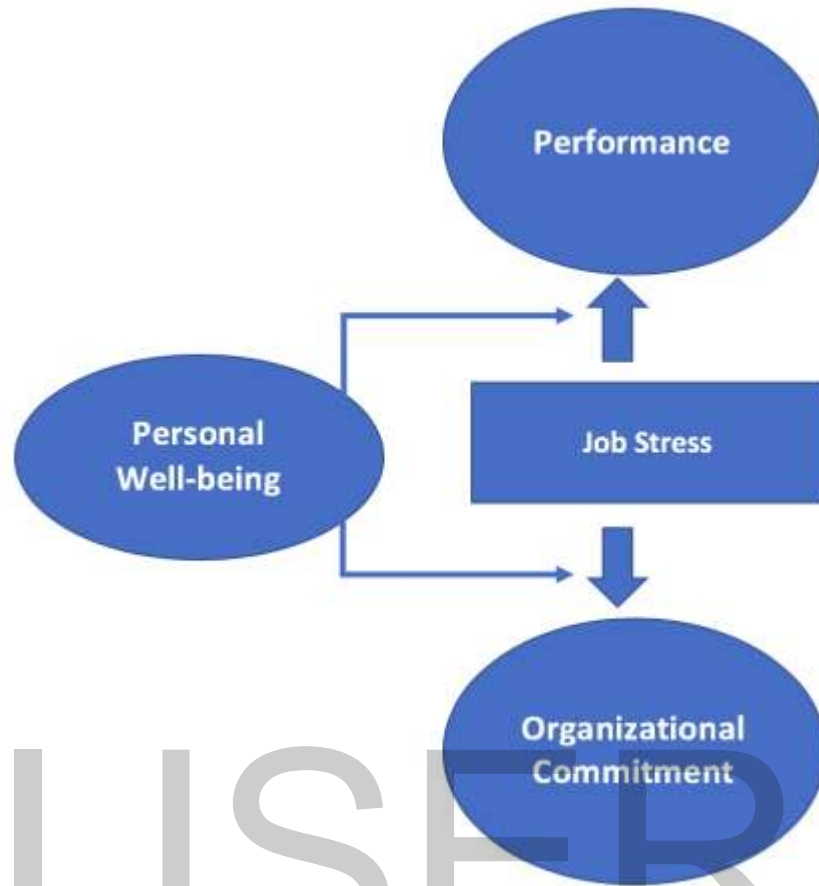 Performance
Personal
Well-being
Job Stress
Organizational
Commitment